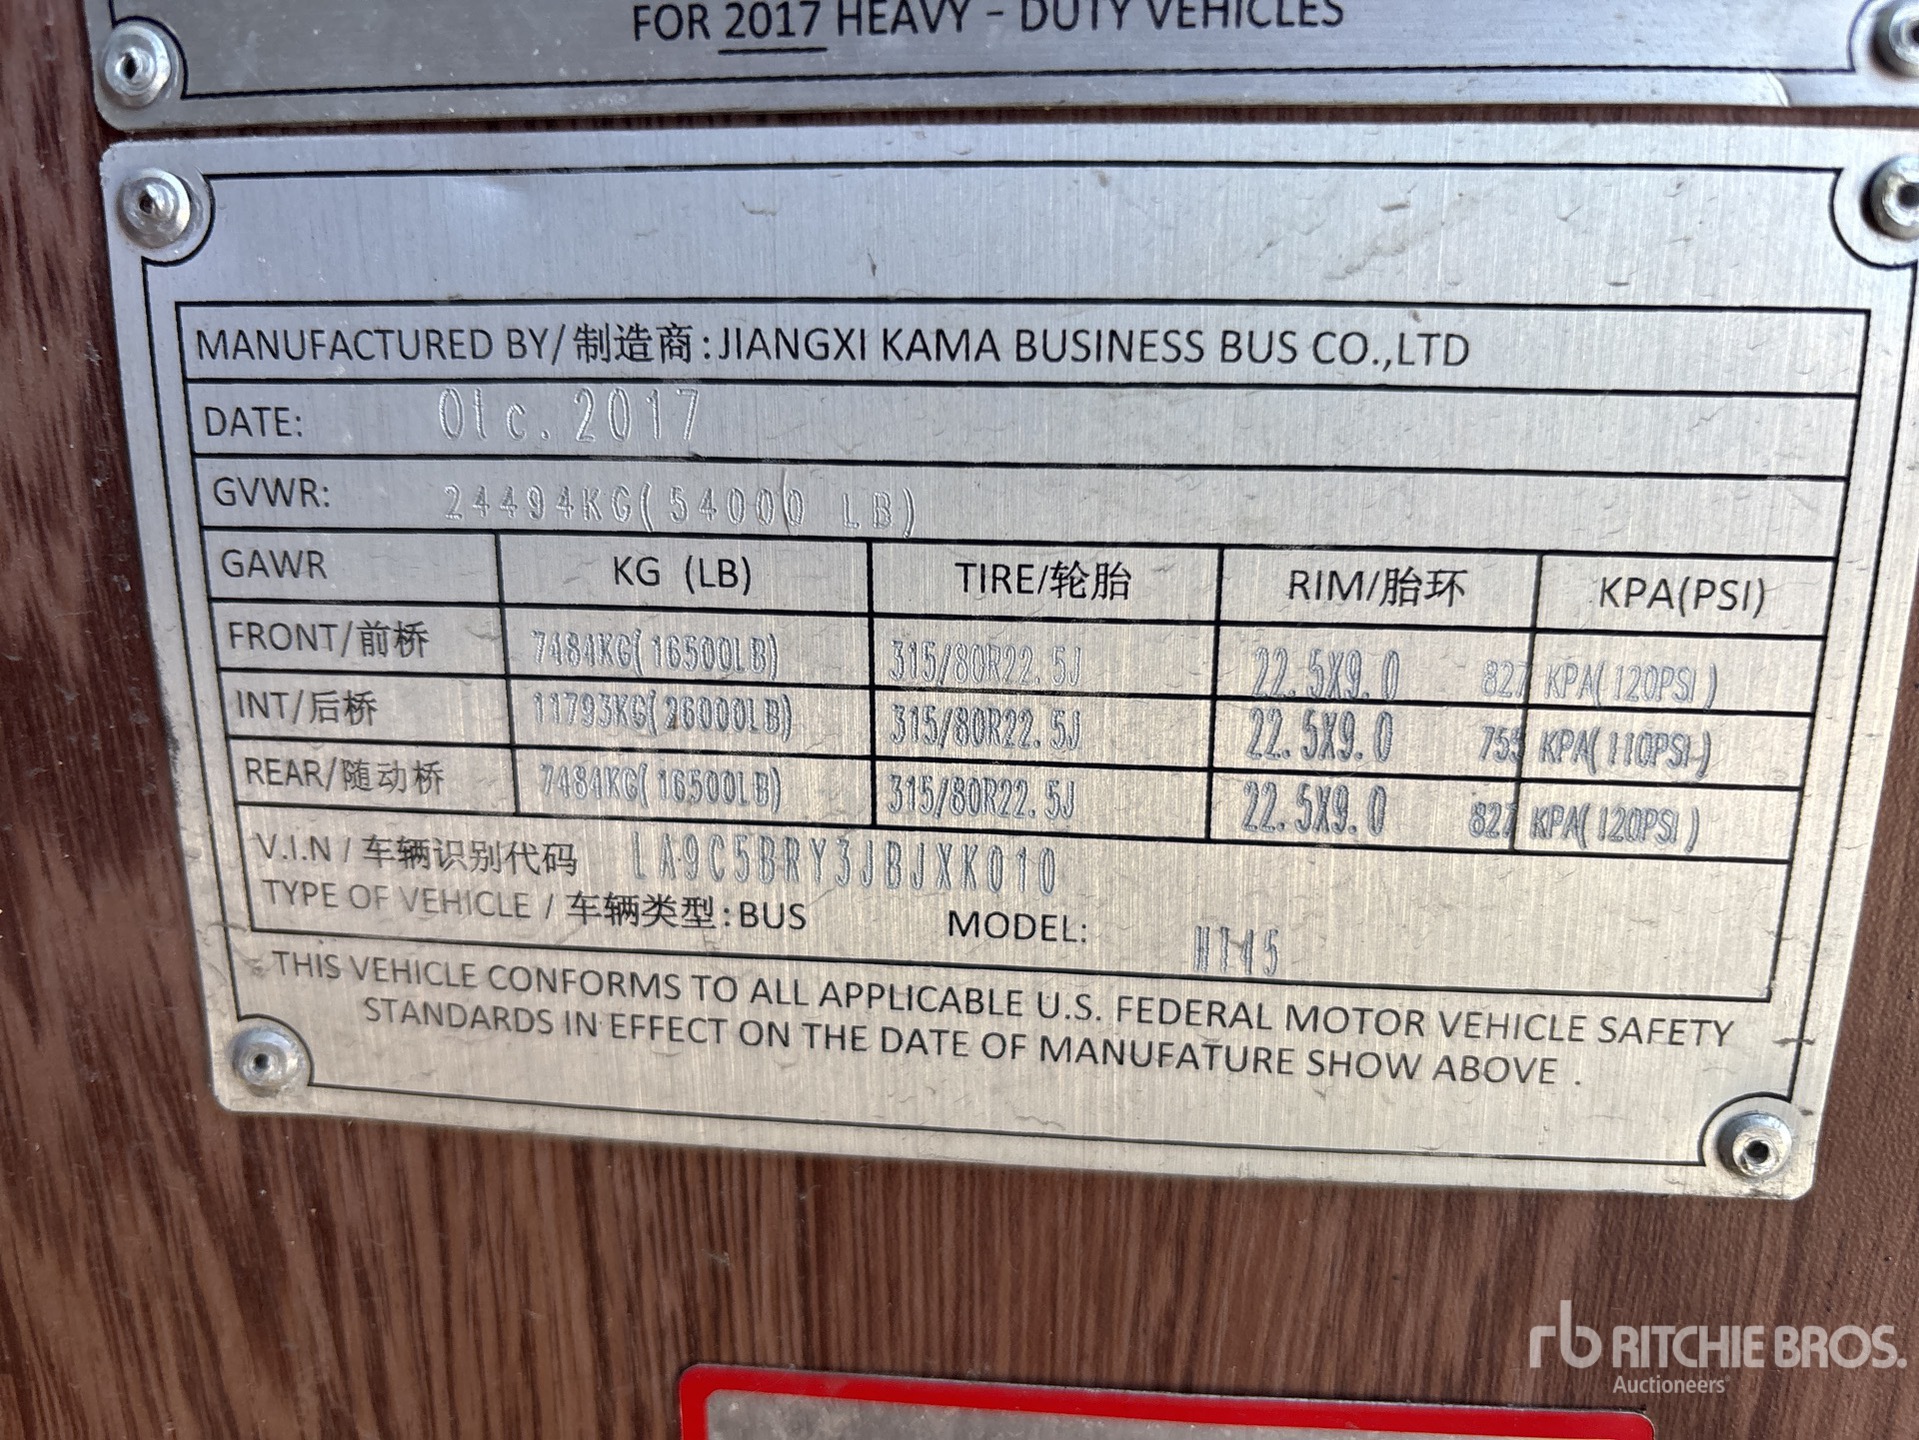 FOR 2017 HEAVY - DUTY VEHICLES
MANUFACTURED BY/制造商:JIANGXI KAMA BUSINESS BUS CO.,LTD
DATE: Olc. 2017
GVWR: 24494KG(54000 LB)
GAWR KG (LB) TIRE/轮胎 RIM/胎环 KPA(PSI)
FRONT/前桥 7484KG(16500LB) 315/80R22.5J 22.5X9.0 827 KPA(120PSI)
INT/后桥 11793KG(26000LB) 315/80R22.5J 22.5X9.0 755 KPA(110PSI)
REAR/随动桥 7484KG(16500LB) 315/80R22.5J 22.5X9.0 827 KPA(120PSI)
V.I.N/车辆识别代码 LA9C5BRY3JBJXK010
TYPE OF VEHICLE/车辆类型:BUS MODEL: HT45
THIS VEHICLE CONFORMS TO ALL APPLICABLE U.S. FEDERAL MOTOR VEHICLE SAFETY
STANDARDS IN EFFECT ON THE DATE OF MANUFATURE SHOW ABOVE .
rb RITCHIE BROS.
Auctioneers